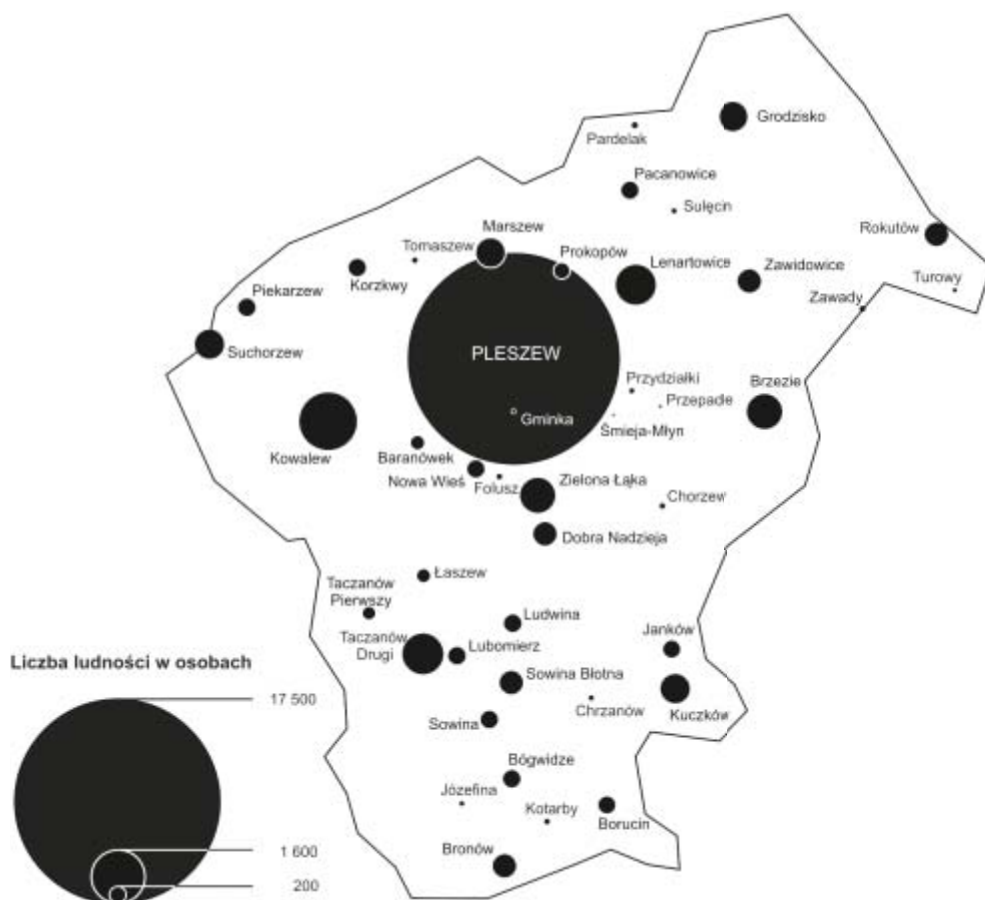 Grodzisko
Pardelak
Pacanowice
Sulęcin
Marszew
Rokutów
Tomaszew
Prokopów
Lenartowice
Zawidowice
Korzkwy
Turowy
Piekarzew
Zawady
Suchorzew
PLESZEW
Przydziałki
Brzezie
Przepadłe
Gminka
Śmieja-Młyn
Kowalew
Baranówek
Nowa Wieś
Folusz
Zielona Łąka
Chorzew
Dobra Nadzieja
Łaszew
Taczanów
Pierwszy
Ludwina
Janków
Taczanów
Drugi
Lubomierz
Liczba ludności w osobach
Sowina Błotna
17 500
Chrzanów
Kuczków
Sowina
Bógwidze
Józefina
Kotarby
Borucin
1 600
Bronów
200